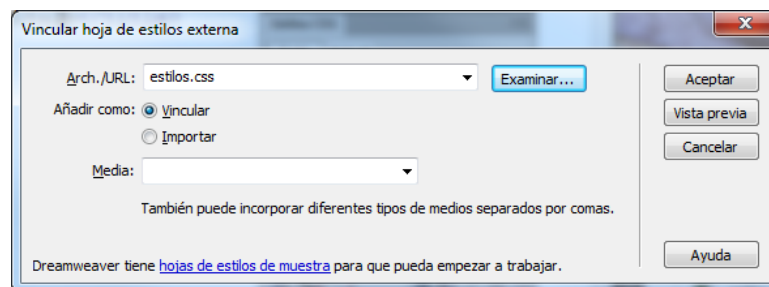 Vincular hoja de estilos externa
Arch./URL: estilos.css Examinar... Aceptar
Añadir como: Vincular Vista previa
Importar Cancelar
Media:
También puede incorporar diferentes tipos de medios separados por comas.
Dreamweaver tiene hojas de estilos de muestra para que pueda empezar a trabajar. Ayuda